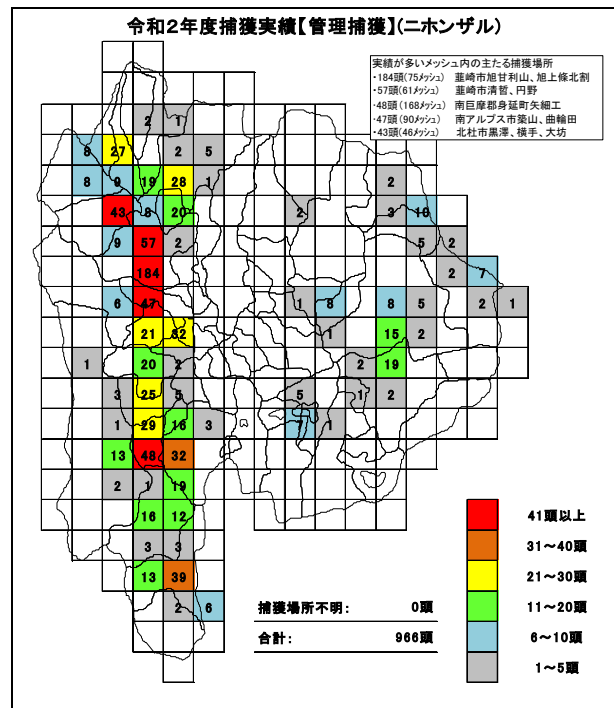 令和２年度捕獲実績【管理捕獲】(ニホンザル)
実績が多いメッシュ内の主たる捕獲場所
・184頭(75メッシュ) 韮崎市旭甘利山、旭上條北割
・57頭(61メッシュ) 韮崎市清哲、円野
・48頭(168メッシュ) 南巨摩郡身延町矢細工
・47頭(90メッシュ) 南アルプス市築山、曲輪田
・43頭(46メッシュ) 北杜市黒澤、横手、大坊
2 1
8 27 2 5
8 9 19 28 1 2
43 8 20 2 3 10
9 57 2 5 2
184 2 7
6 47 1 8 8 5 2 1
21 32 1 15 2
1 20 2 2 19
3 25 5 5 1 2
1 29 16 3 7 1
13 48 32
2 1 19
16 12
3 3
13 39
2 6
41頭以上
31～40頭
21～30頭
11～20頭
6～10頭
1～5頭
捕獲場所不明： 0頭
合計： 966頭